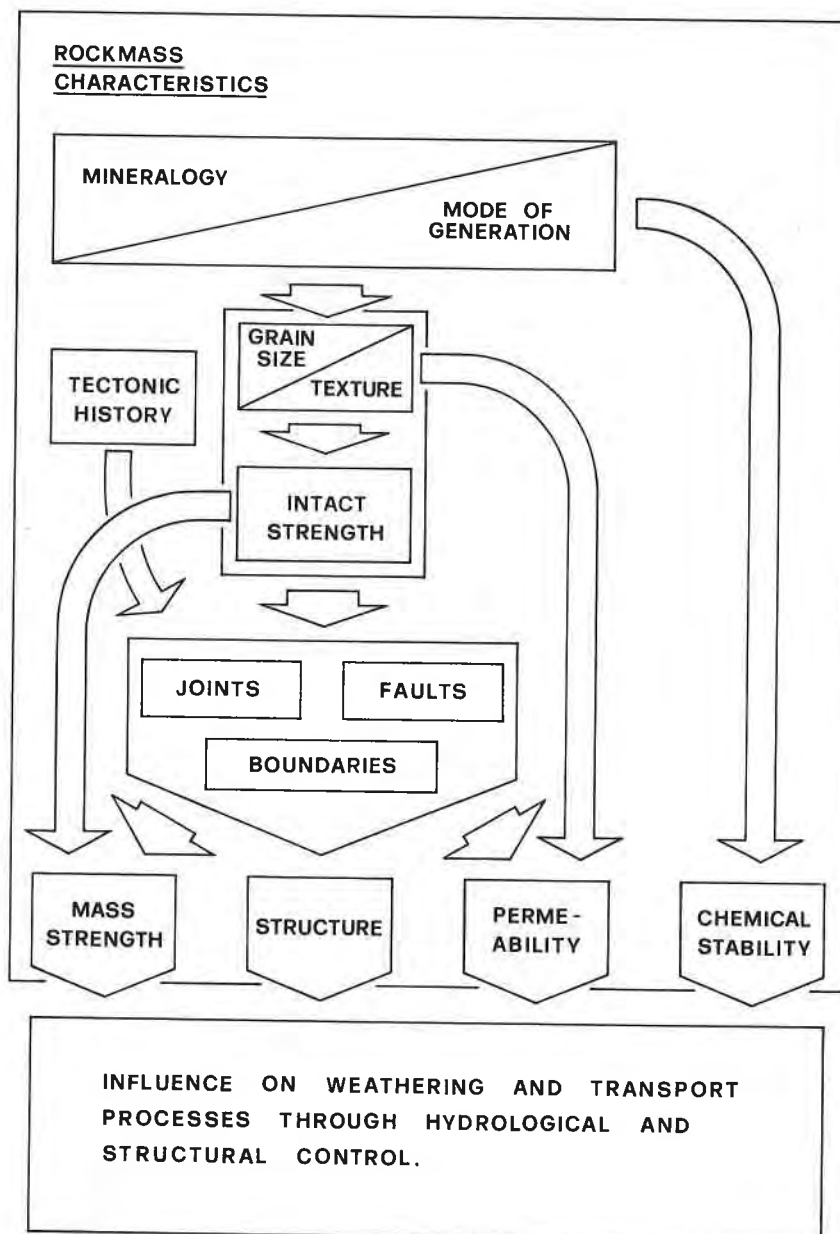 ROCKMASS
CHARACTERISTICS
MINERALOGY
MODE OF
GENERATION
GRAIN
SIZE
TEXTURE
TECTONIC
HISTORY
INTACT
STRENGTH
JOINTS
FAULTS
BOUNDARIES
MASS
STRENGTH
STRUCTURE
PERME-
ABILITY
CHEMICAL
STABILITY
INFLUENCE ON WEATHERING AND TRANSPORT
PROCESSES THROUGH HYDROLOGICAL AND
STRUCTURAL CONTROL.